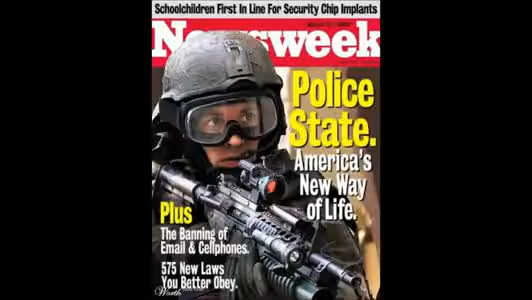 Schoolchildren First In Line For Security Chip Implants
Newsweek
Police
State.
America's
New Way
of Life.
Plus
The Banning of
Email & Cellphones.
575 New Laws
You Better Obey.
Worth